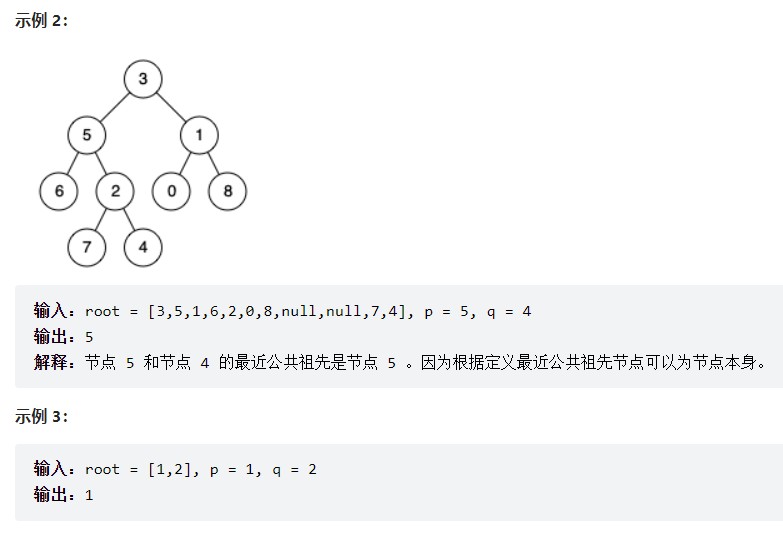 示例 2：
3
5
1
6
2
0
8
7
4
输入：root = [3,5,1,6,2,0,8,null,null,7,4], p = 5, q = 4
输出：5
解释：节点 5 和节点 4 的最近公共祖先是节点 5 。因为根据定义最近公共祖先节点可以为节点本身。
示例 3：
输入：root = [1,2], p = 1, q = 2
输出：1